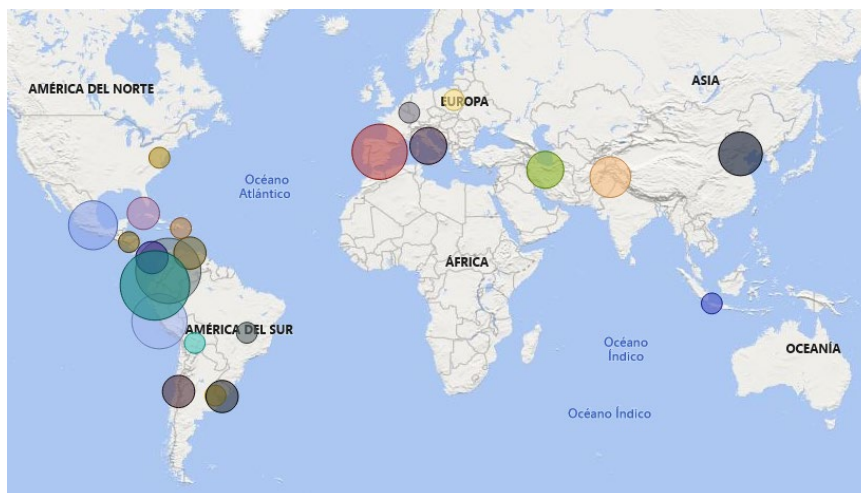 ASIA
AMÉRICA DEL NORTE
EUROPA
Océano
Atlántico
ÁFRICA
AMÉRICA DEL SUR
Océano
Índico
OCEANÍA
Océano Índico